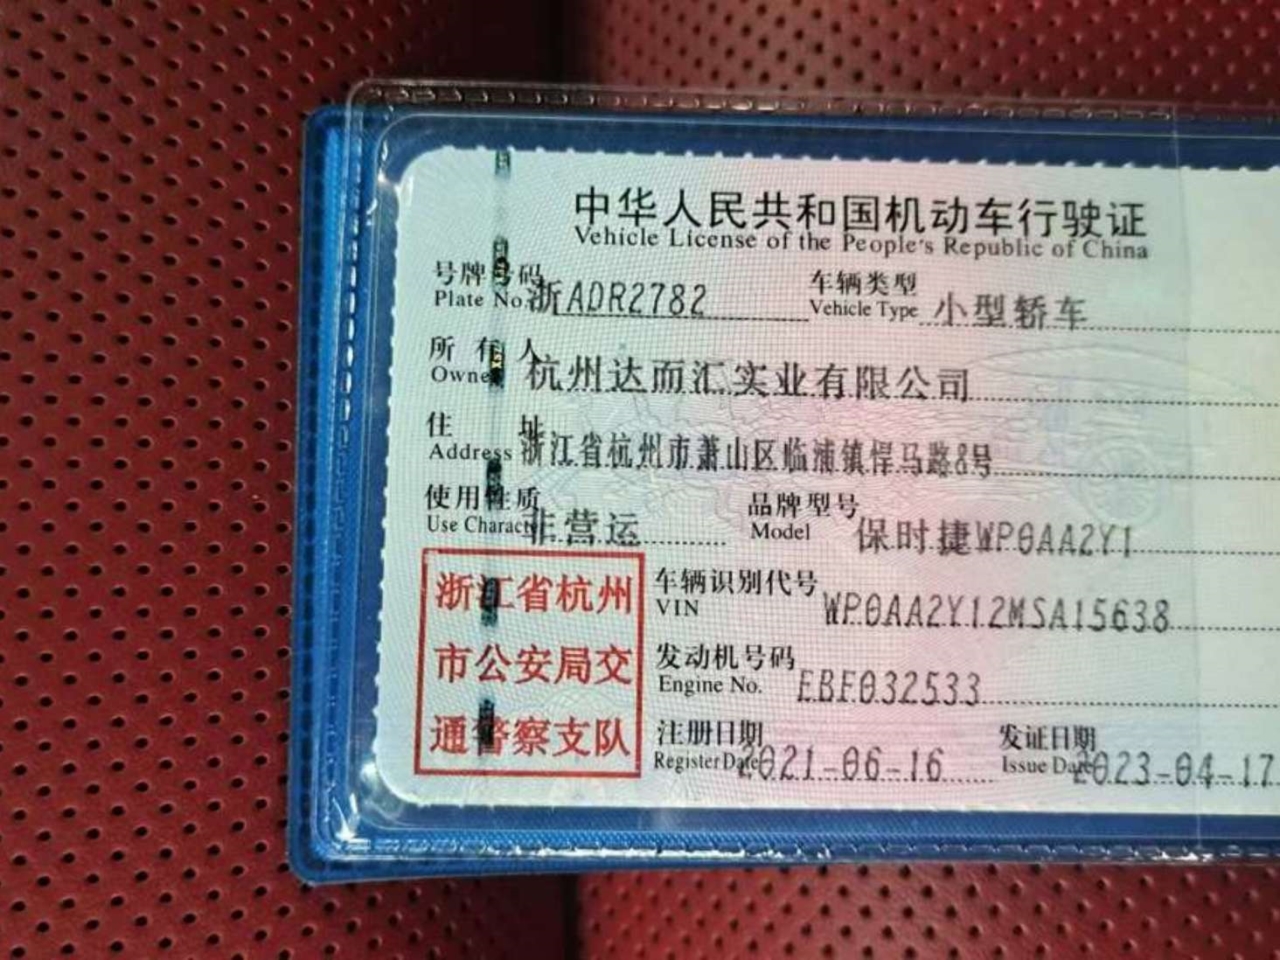 中华人民共和国机动车行驶证
Vehicle License of the People's Republic of China
号牌号码 浙ADR2782 车辆类型 小型轿车
Plate No. Vehicle Type
所有人 杭州达而汇实业有限公司
Owner
住址 浙江省杭州市萧山区临浦镇悍马路8号
Address
使用性质 非营运 品牌型号 保时捷WP0AA2Y1
Use Character Model
浙江省杭州 车辆识别代号 WP0AA2Y12MSA15638
VIN
市公安局交 发动机号码 EBF032533
Engine No.
通警察支队 注册日期 2021-06-16 发证日期 2023-04-17
Register Date Issue Date